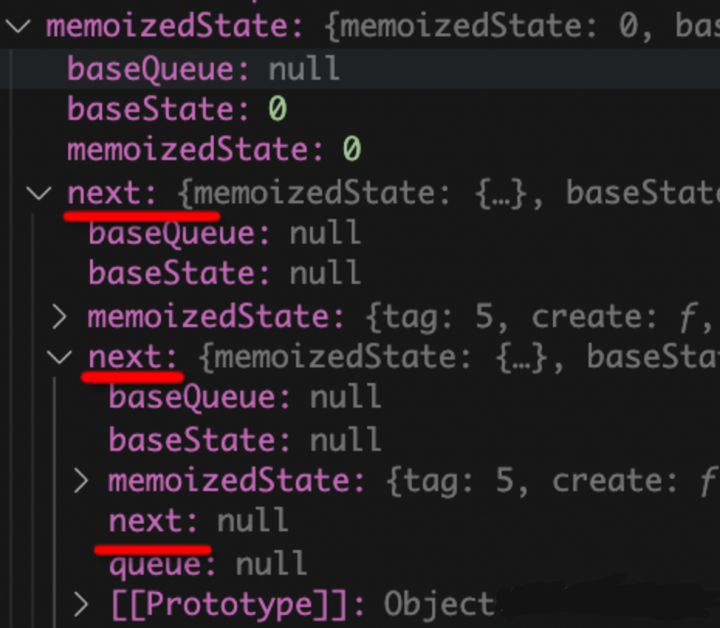 memoizedState: {memoizedState: 0, bas
baseQueue: null
baseState: 0
memoizedState: 0
next: {memoizedState: {…}, baseStat
baseQueue: null
baseState: null
memoizedState: {tag: 5, create: ƒ,
next: {memoizedState: {…}, baseSta
baseQueue: null
baseState: null
memoizedState: {tag: 5, create: ƒ
next: null
queue: null
[[Prototype]]: Object